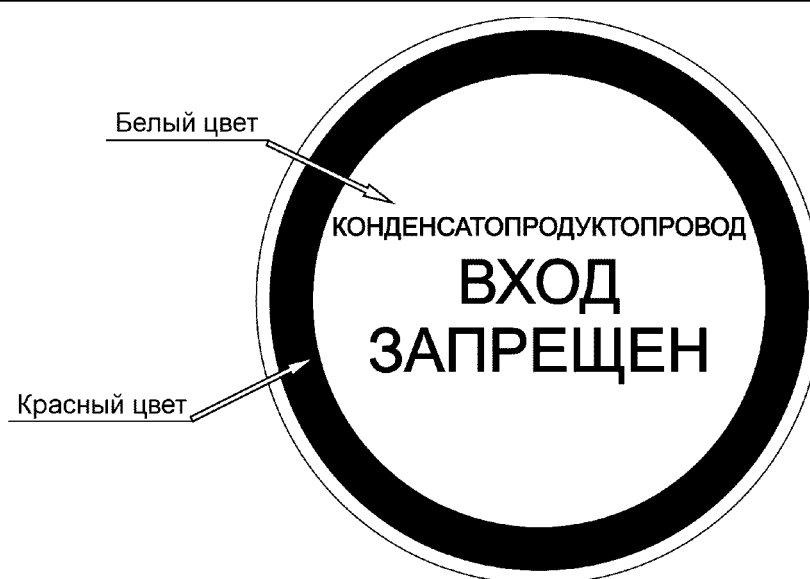 Белый цвет
КОНДЕНСАТОПРОДУКТОПРОВОД
ВХОД
ЗАПРЕЩЕН
Красный цвет